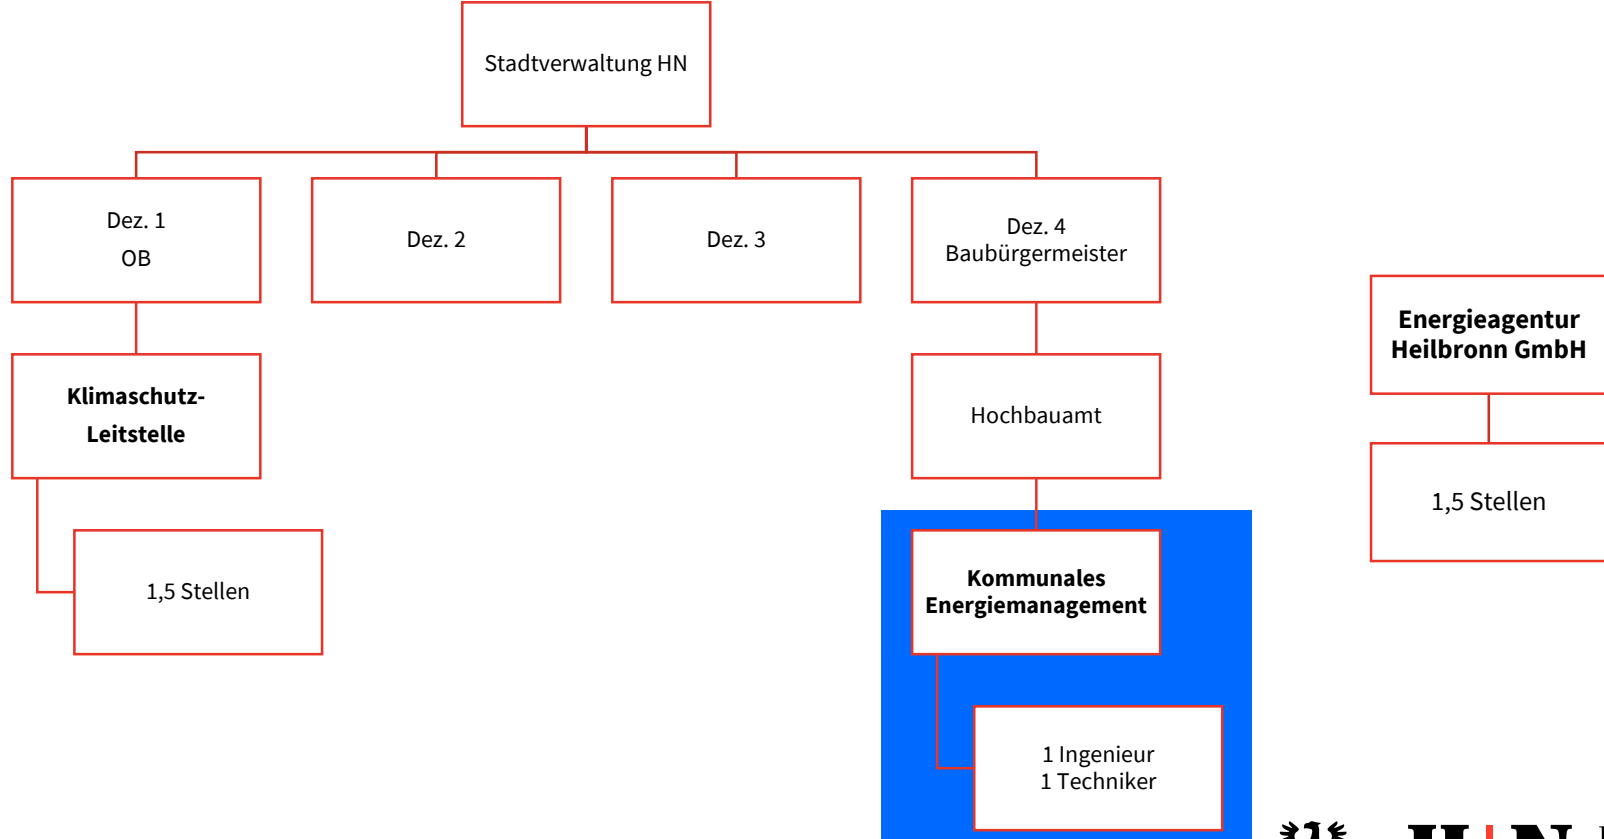 Stadtverwaltung HN
Dez. 1
OB
Dez. 2
Dez. 3
Dez. 4
Baubürgermeister
Klimaschutz-
Leitstelle
1,5 Stellen
Hochbauamt
Kommunales
Energiemanagement
1 Ingenieur
1 Techniker
Energieagentur
Heilbronn GmbH
1,5 Stellen